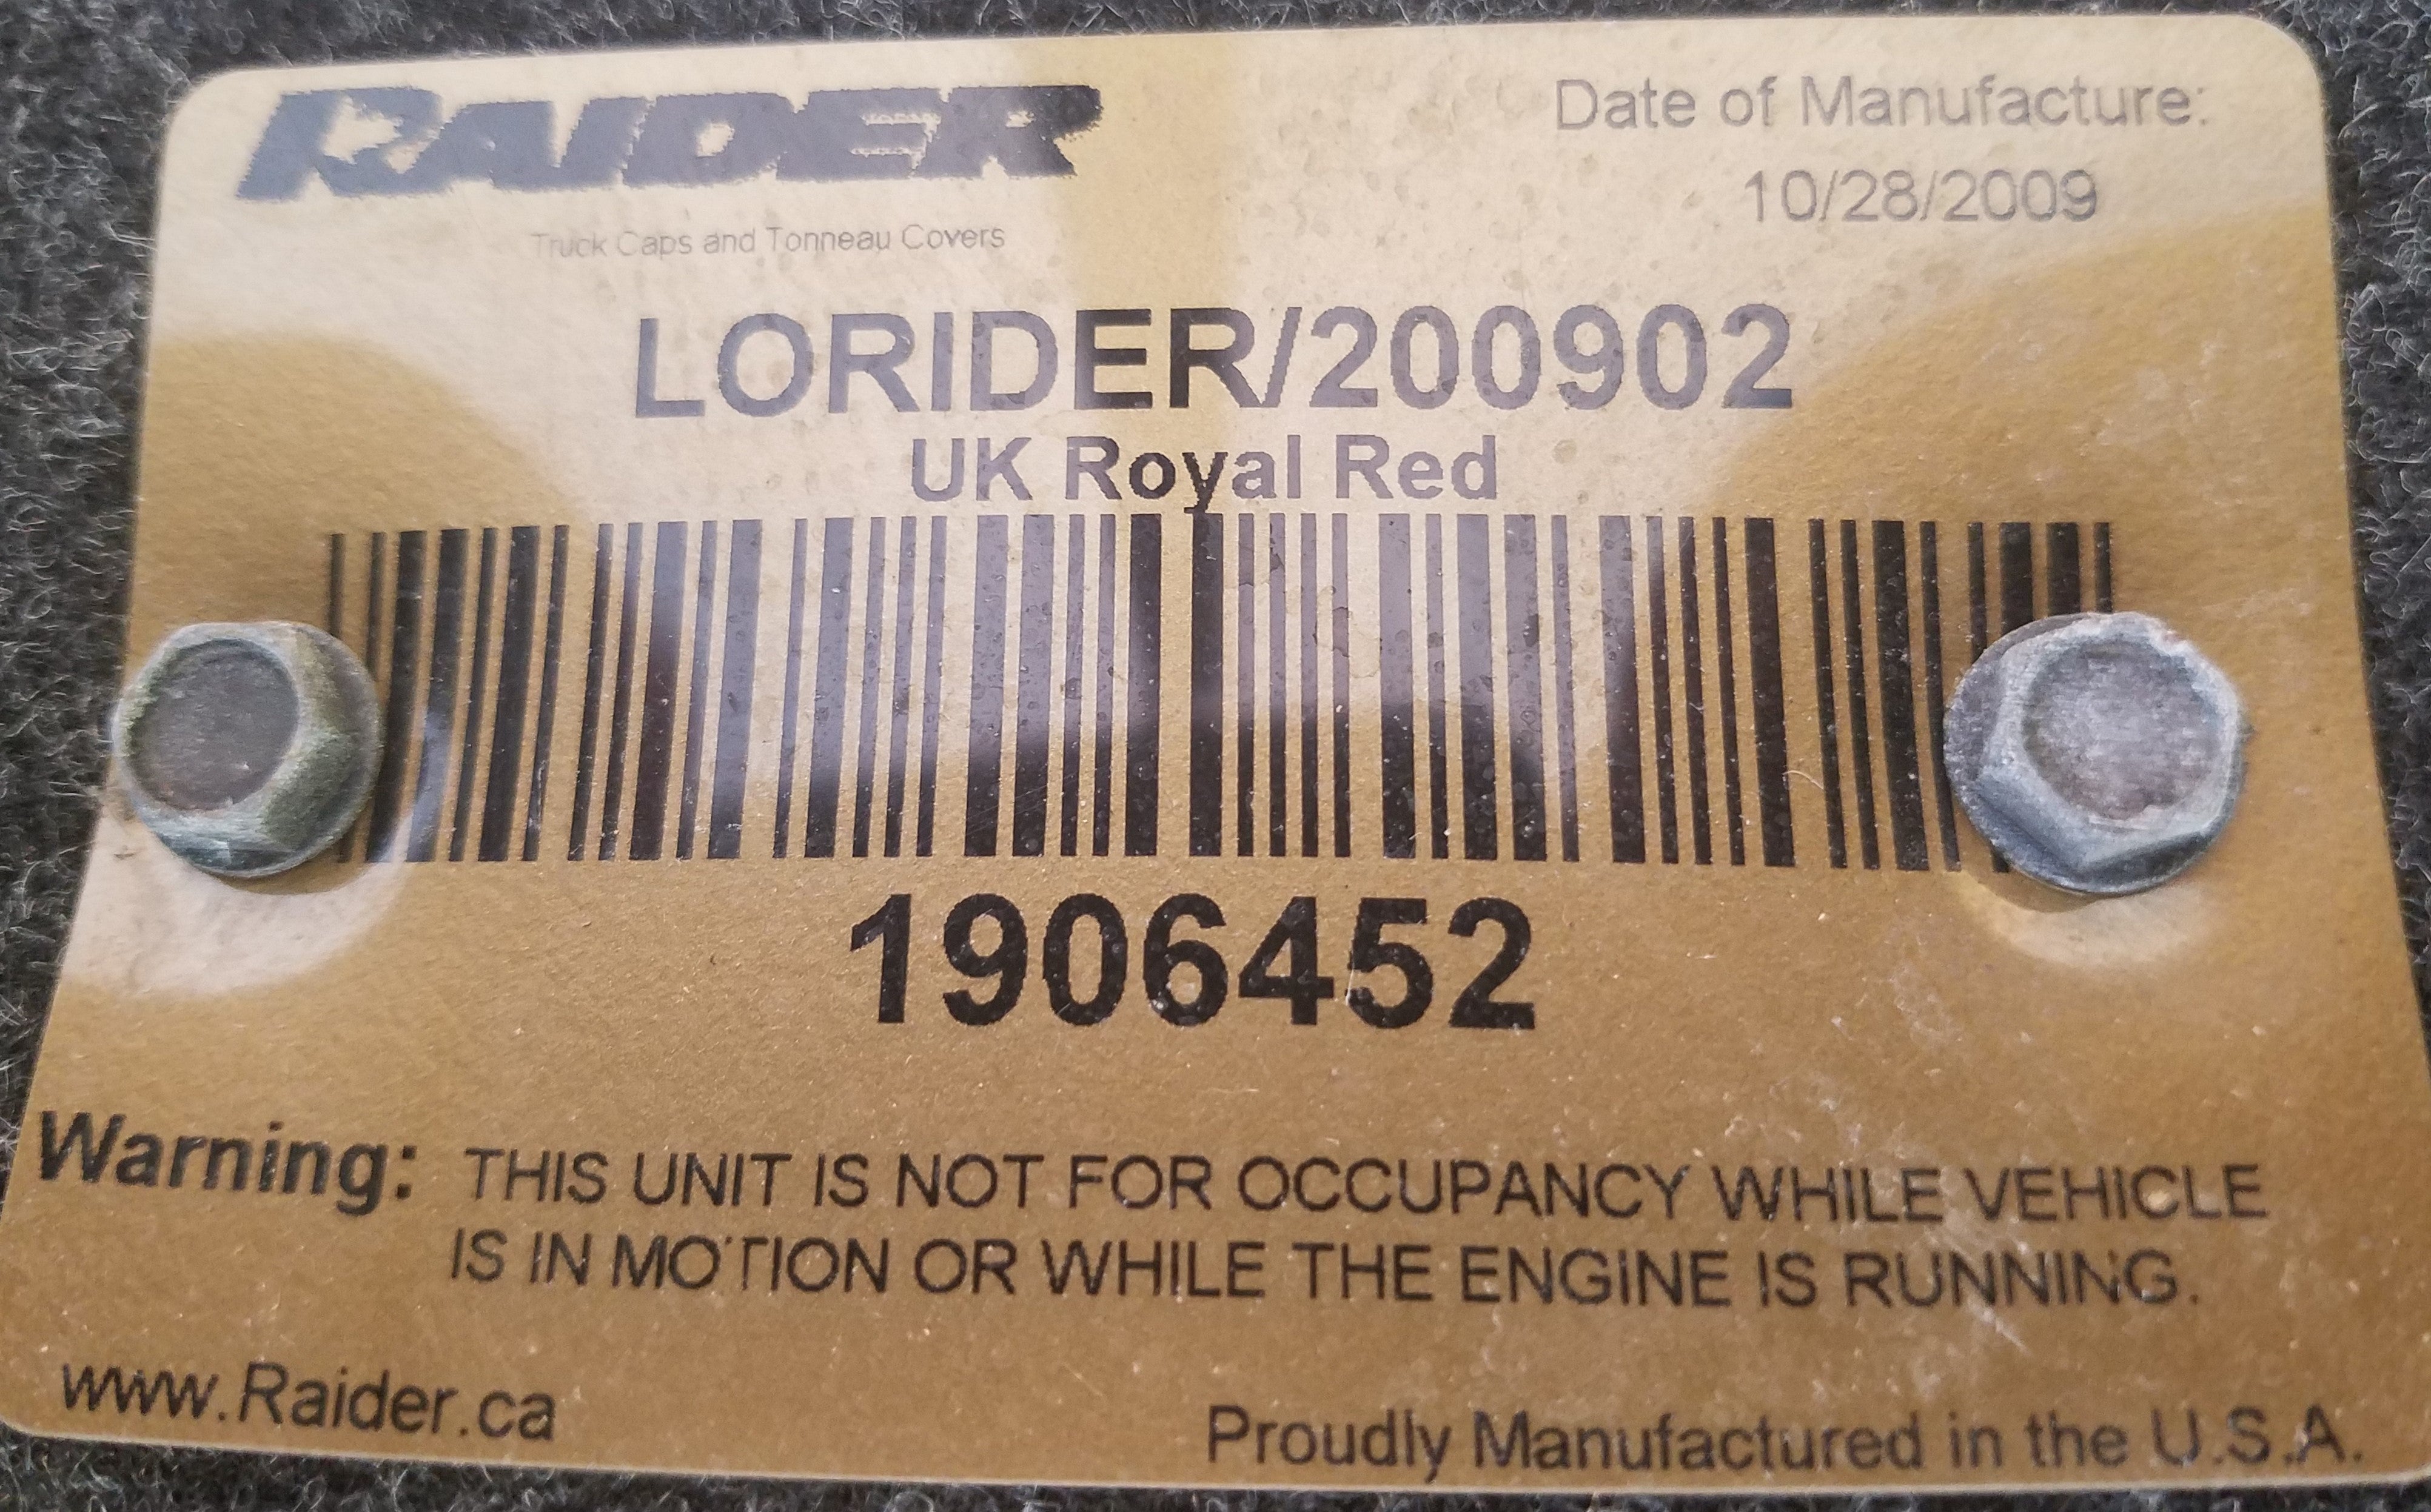 RAIDER
Truck Caps and Tonneau Covers
Date of Manufacture:
10/28/2009
LORIDER/200902
UK Royal Red
1906452
Warning: THIS UNIT IS NOT FOR OCCUPANCY WHILE VEHICLE
IS IN MOTION OR WHILE THE ENGINE IS RUNNING.
www.Raider.ca
Proudly Manufactured in the U.S.A.